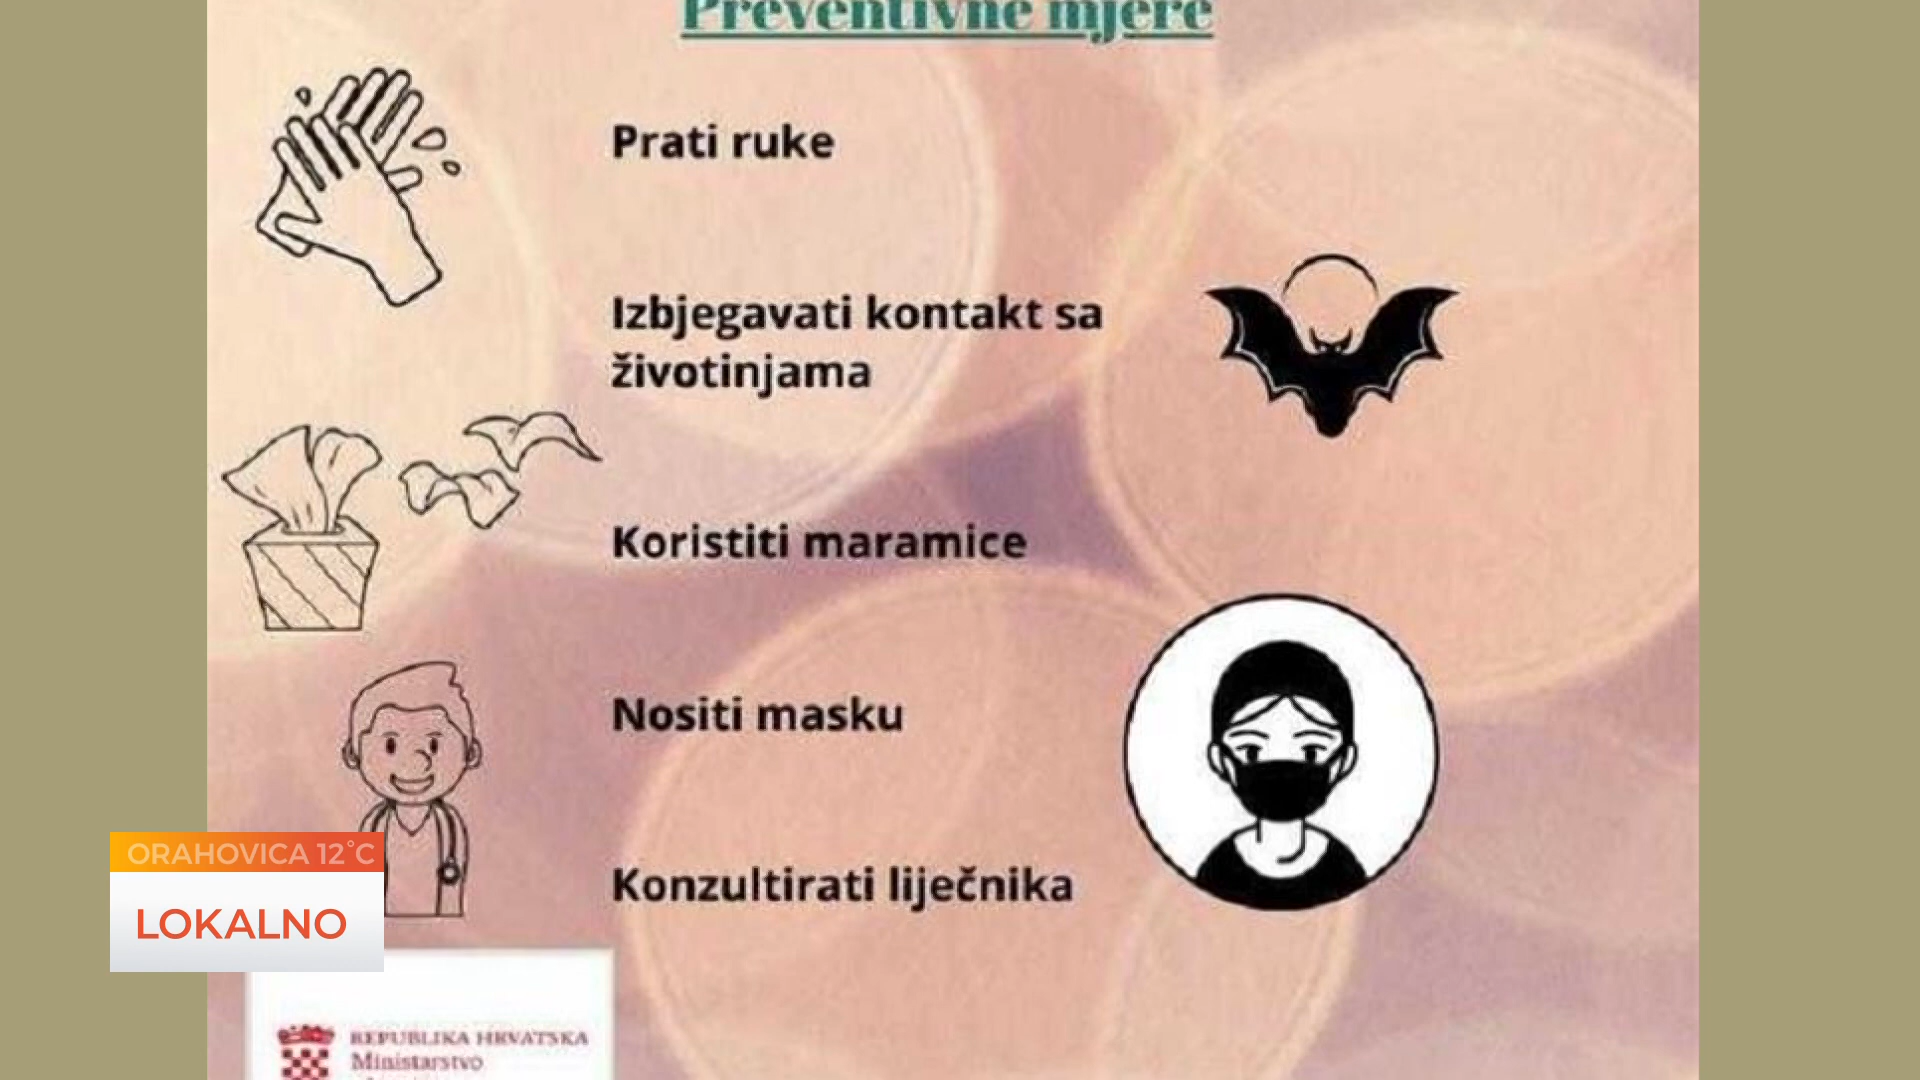 Preventivne mjere
Prati ruke
Izbjegavati kontakt sa
životinjama
Koristiti maramice
Nositi masku
Konzultirati liječnika
ORAHOVICA 12°C
LOKALNO
REPUBLIKA HRVATSKA
Ministarstvo